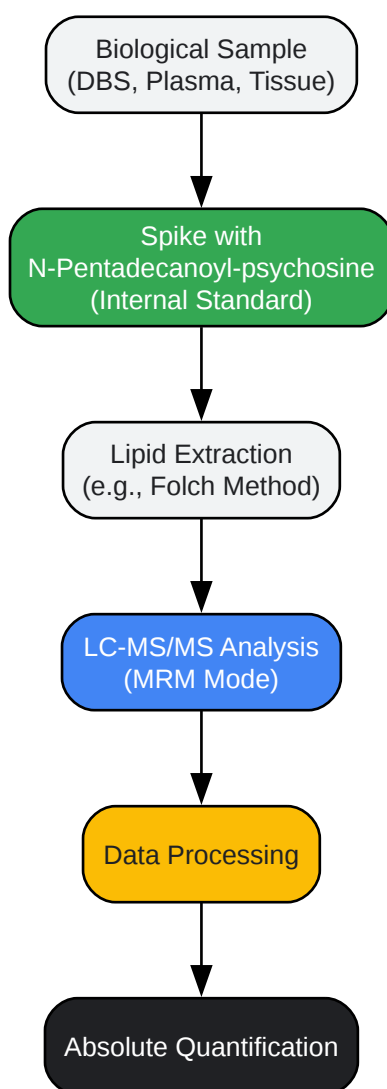 Biological Sample
(DBS, Plasma, Tissue)
Spike with
N-Pentadecanoyl-psychosine
(Internal Standard)
Lipid Extraction
(e.g., Folch Method)
LC-MS/MS Analysis
(MRM Mode)
Data Processing
Absolute Quantification